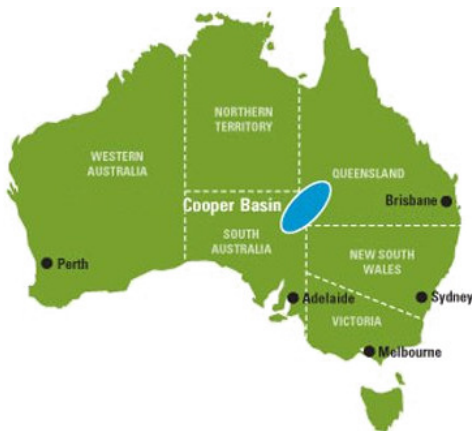 NORTHERN
TERRITORY
WESTERN
AUSTRALIA
QUEENSLAND
Cooper Basin
Brisbane
SOUTH
AUSTRALIA
NEW SOUTH
WALES
Perth
Adelaide
Sydney
VICTORIA
Melbourne